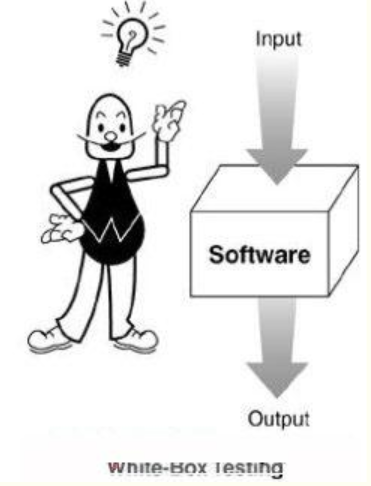 Input
Software
Output
White-Box Testing